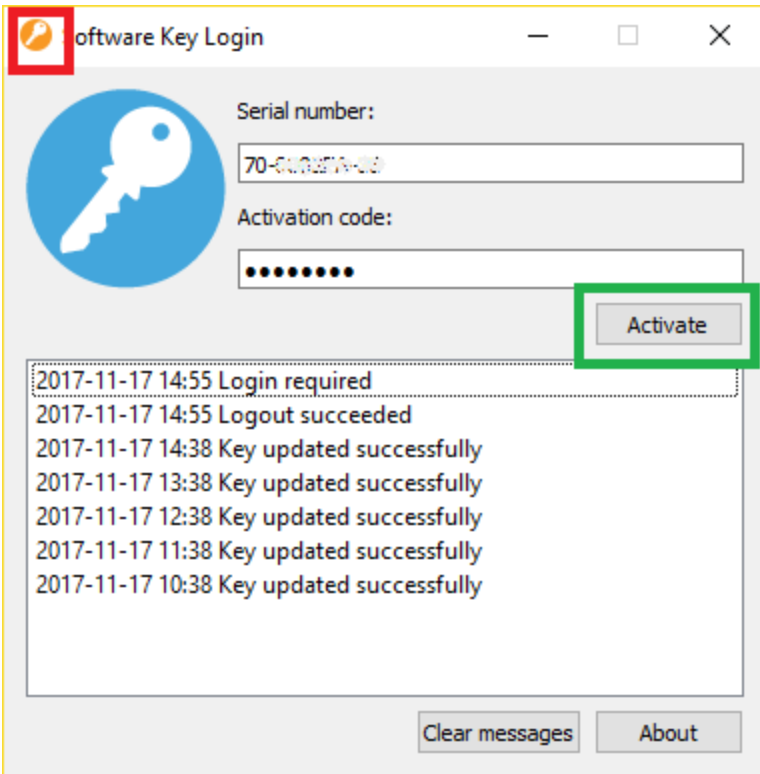 oftware Key Login
Serial number:
70-
Activation code:
Activate
2017-11-17 14:55 Login required
2017-11-17 14:55 Logout succeeded
2017-11-17 14:38 Key updated successfully
2017-11-17 13:38 Key updated successfully
2017-11-17 12:38 Key updated successfully
2017-11-17 11:38 Key updated successfully
2017-11-17 10:38 Key updated successfully
Clear messages
About